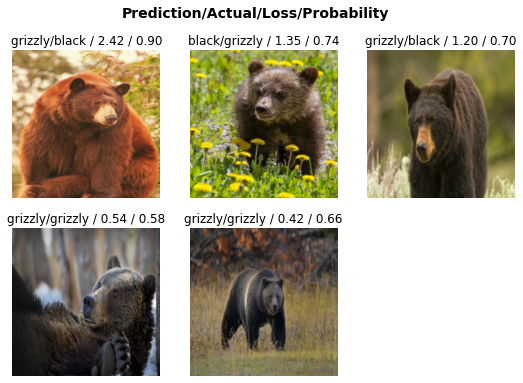 Prediction/Actual/Loss/Probability
grizzly/black / 2.42 / 0.90
black/grizzly / 1.35 / 0.74
grizzly/black / 1.20 / 0.70
grizzly/grizzly / 0.54 / 0.58
grizzly/grizzly / 0.42 / 0.66